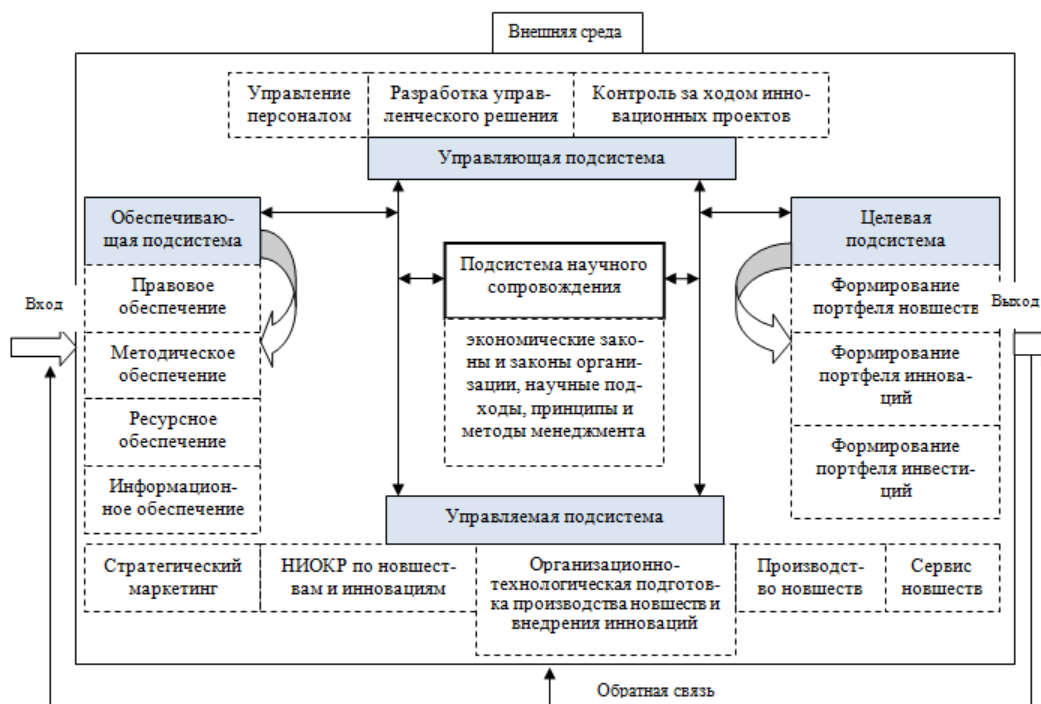 Внешняя среда
Управление
персоналом
Разработка управ-
ленческого решения
Контроль за ходом инно-
вационных проектов
Управляющая подсистема
Обеспечиваю-
щая подсистема
Правовое
обеспечение
Методическое
обеспечение
Ресурсное
обеспечение
Информацион-
ное обеспечение
Вход
Подсистема научного
сопровождения
экономические зако-
ны и законы органи-
зации, научные под-
ходы, принципы и
методы менеджмента
Целевая
подсистема
Формирование
портфеля новшеств
Формирование
портфеля иннова-
ций
Формирование
портфеля инвести-
ций
Выход
Управляемая подсистема
Стратегический
маркетинг
НИОКР по новшест-
вам и инновациям
Организационно-
технологическая подготов-
ка производства новшеств и
внедрения инноваций
Производст-
во новшеств
Сервис
новшеств
Обратная связь